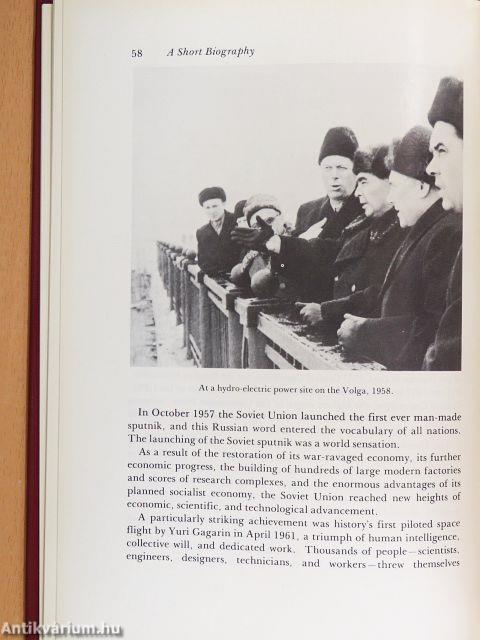 58 A Short Biography
At a hydro-electric power site on the Volga, 1958.
In October 1957 the Soviet Union launched the first ever man-made
sputnik, and this Russian word entered the vocabulary of all nations.
The launching of the Soviet sputnik was a world sensation.
As a result of the restoration of its war-ravaged economy, its further
economic progress, the building of hundreds of large modern factories
and scores of research complexes, and the enormous advantages of its
planned socialist economy, the Soviet Union reached new heights of
economic, scientific, and technological advancement.
A particularly striking achievement was history's first piloted space
flight by Yuri Gagarin in April 1961, a triumph of human intelligence,
collective will, and dedicated work. Thousands of people—scientists,
engineers, designers, technicians, and workers—threw themselves
Antikvárium.hu